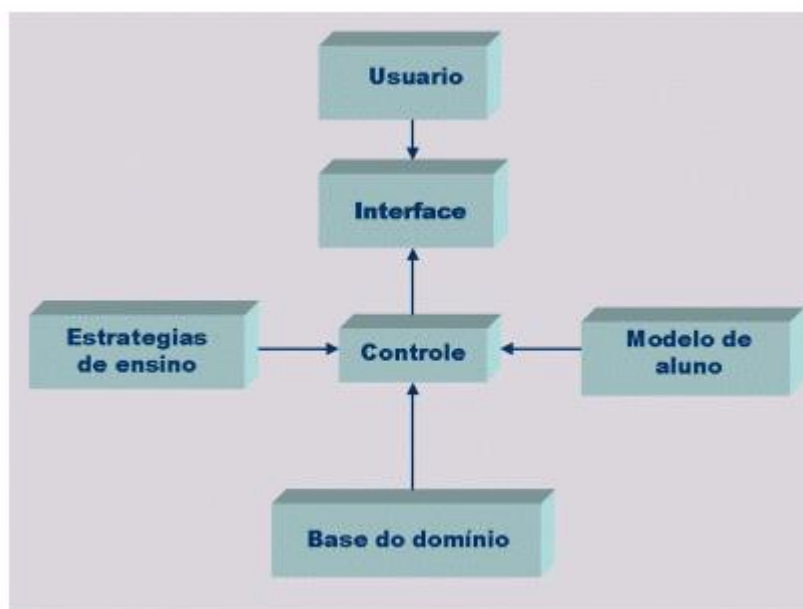 Usuario
Interface
Estrategias
de ensino
Controle
Modelo de
aluno
Base do domínio